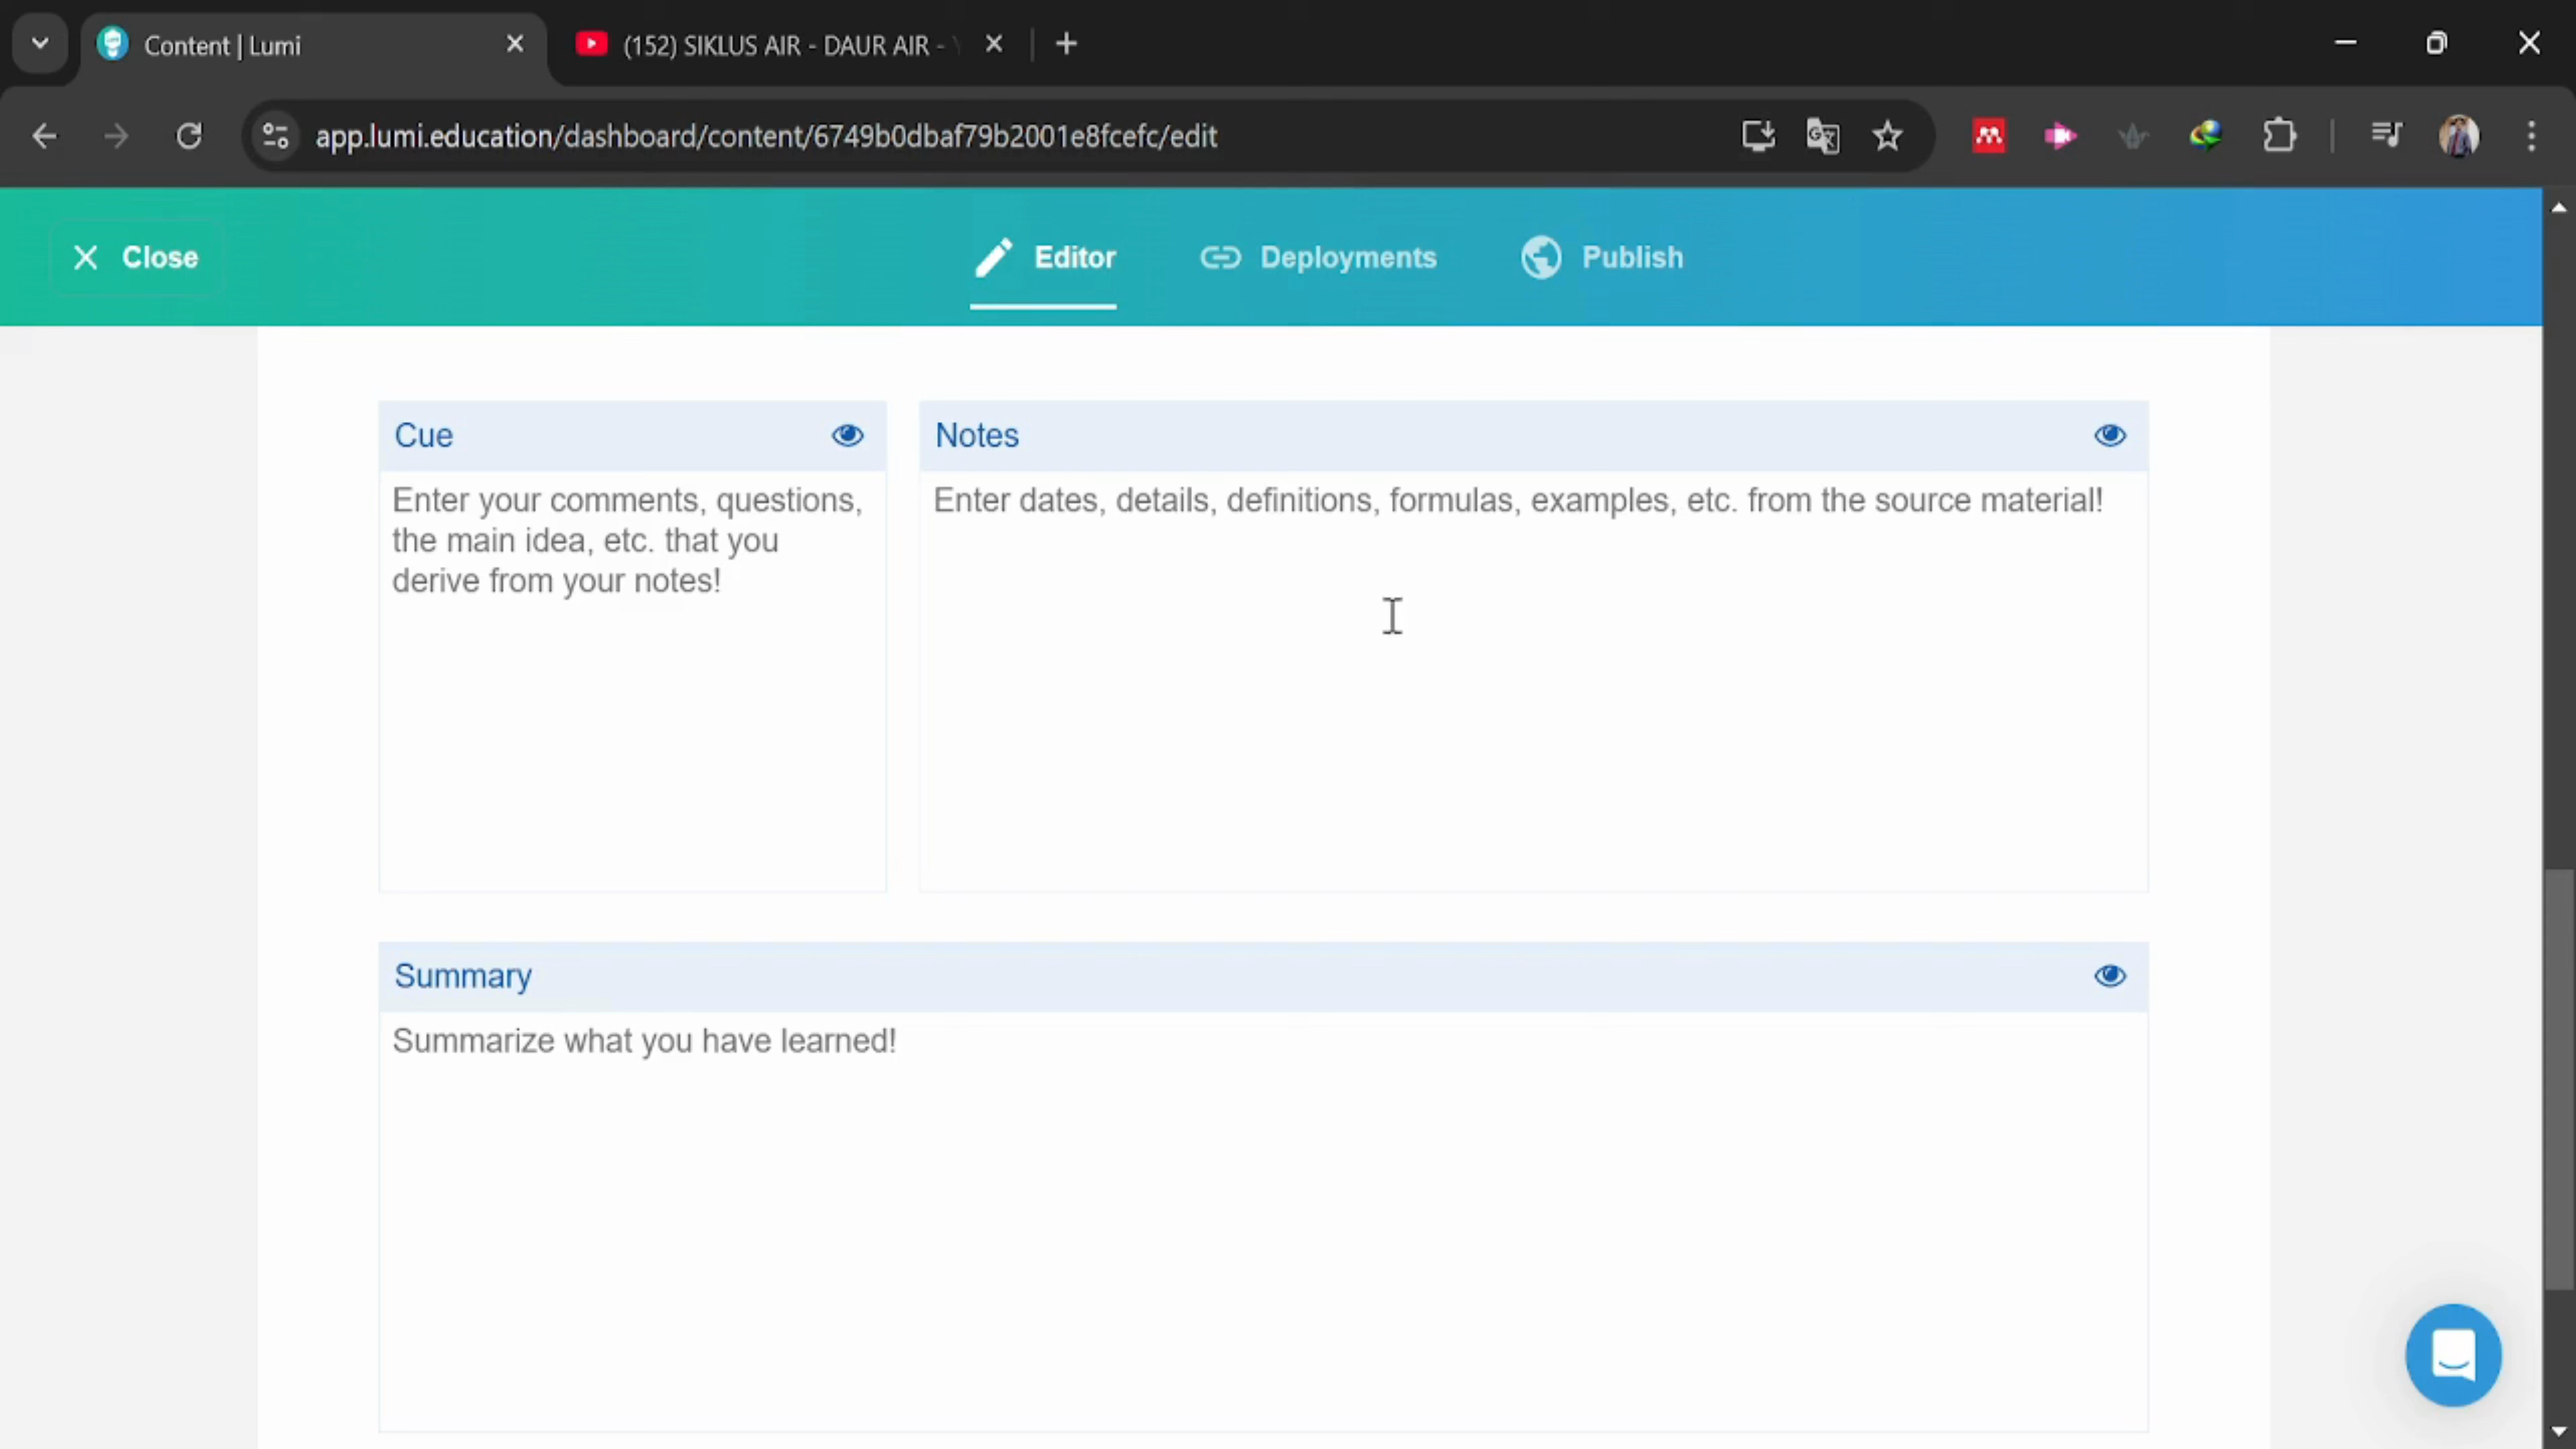 Content | Lumi
(152) SIKLUS AIR - DAUR AIR -
app.lumi.education/dashboard/content/6749b0dbaf79b2001e8fcefc/edit
Close
Editor
Deployments
Publish
Cue
Enter your comments, questions,
the main idea, etc. that you
derive from your notes!
Notes
Enter dates, details, definitions, formulas, examples, etc. from the source material!
Summary
Summarize what you have learned!